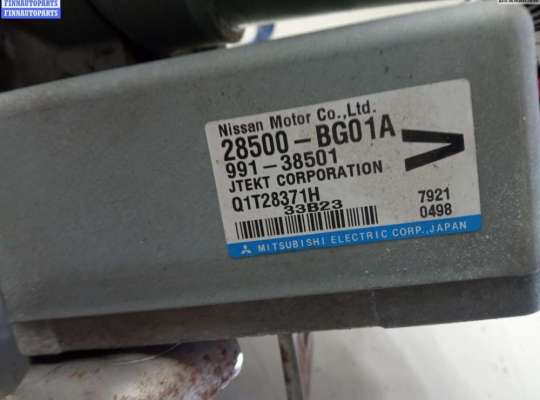 FINNAUTOPARTS
FINNAUTOPARTS
Nissan Motor Co.,Ltd.
28500-BG01A
991-38501
JTEKT CORPORATION
Q1T28371H
33B23
7921
0498
MITSUBISHI ELECTRIC CORP.,JAPAN